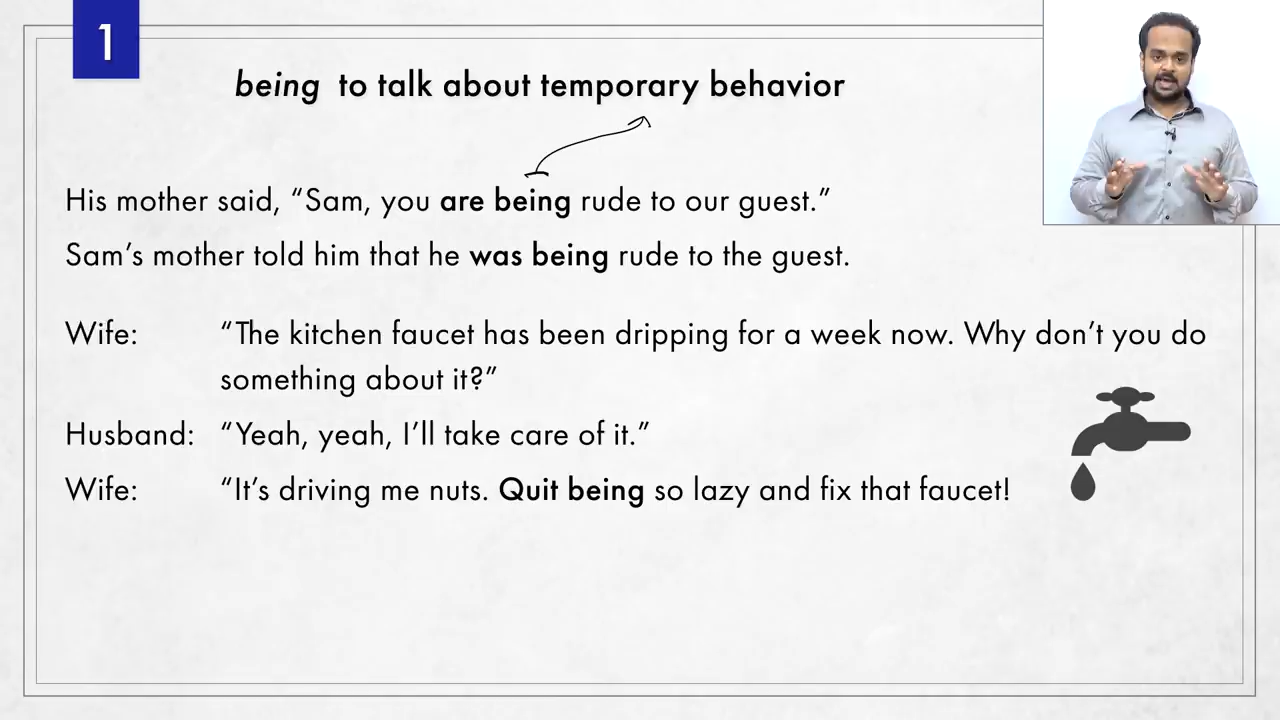 1
being to talk about temporary behavior
His mother said, “Sam, you are being rude to our guest.”
Sam’s mother told him that he was being rude to the guest.
Wife: “The kitchen faucet has been dripping for a week now. Why don’t you do
something about it?”
Husband: “Yeah, yeah, I’ll take care of it.”
Wife: “It’s driving me nuts. Quit being so lazy and fix that faucet!